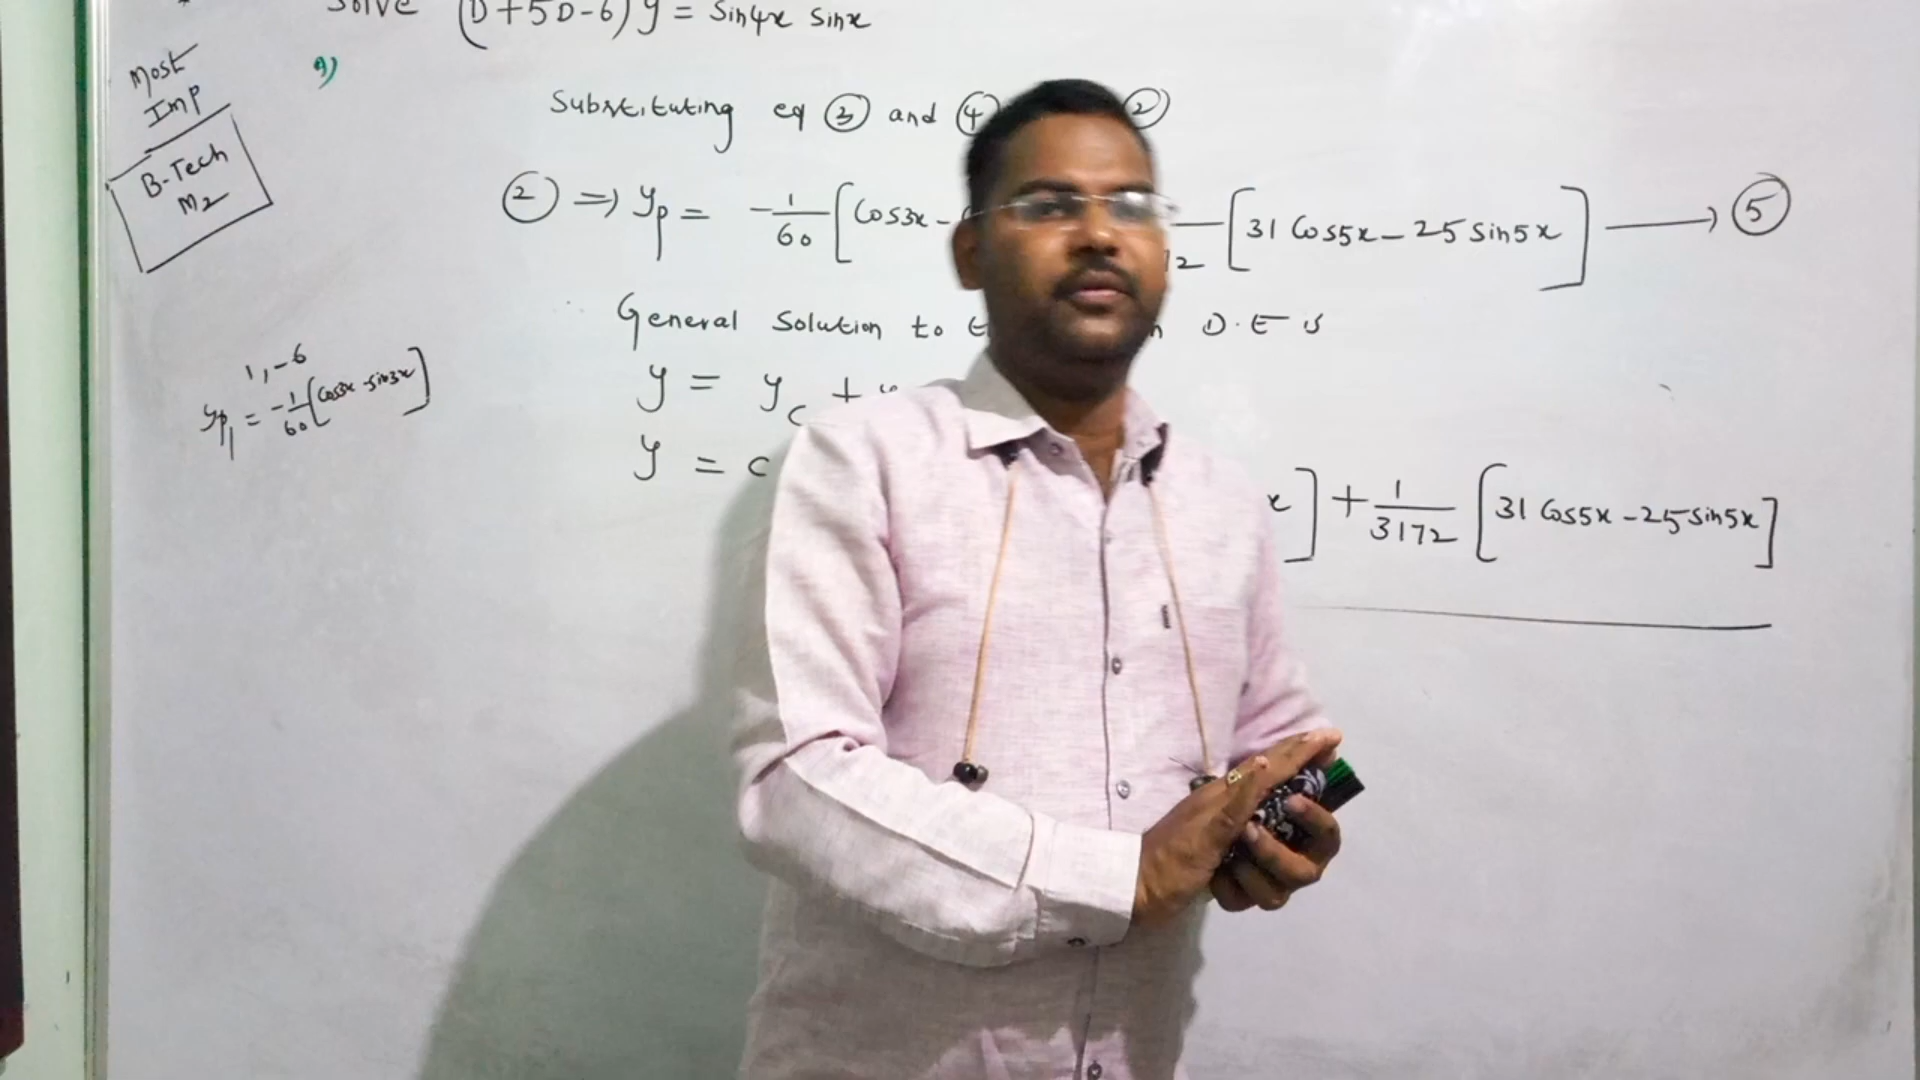 Solve (D+5D-6)y = Sin4x sinx
Most
Imp
B-Tech
M2
Substituting eq ③ and ④ ②
② ⇒ yp = -1/60 [Cos3x - [31 Cos5x - 25 sin5x] → ⑤
General Solution to D.E is
y = yc +
y = c ] + 1/3172 [31 Cos5x - 25 sin5x]
1, -6
yp1 = -1/60 [cos3x - sin3x]